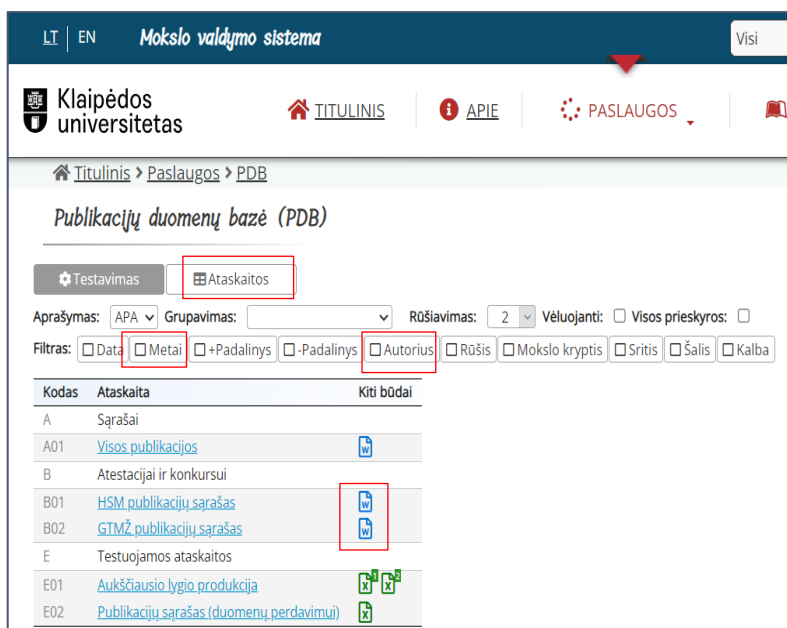 LT | EN Mokslo valdymo sistema Visi
Klaipėdos
universitetas
TITULINIS APIE PASLAUGOS
Titulinis > Paslaugos > PDB
Publikacijų duomenų bazė (PDB)
Testavimas Ataskaitos
Aprašymas: APA Grupavimas: Rūšiavimas: 2 Vėluojanti: Visos prieskyros:
Filtras: Data Metai +Padalinys -Padalinys Autorius Rūšis Mokslo kryptis Sritis Šalis Kalba
Kodas Ataskaita Kiti būdai
A Sąrašai
A01 Visos publikacijos W
B Atestacijai ir konkursui
B01 HSM publikacijų sąrašas W
B02 GTMŽ publikacijų sąrašas W
E Testuojamos ataskaitos
E01 Aukščiausio lygio produkcija X 1 X 2
E02 Publikacijų sąrašas (duomenų perdavimui) X